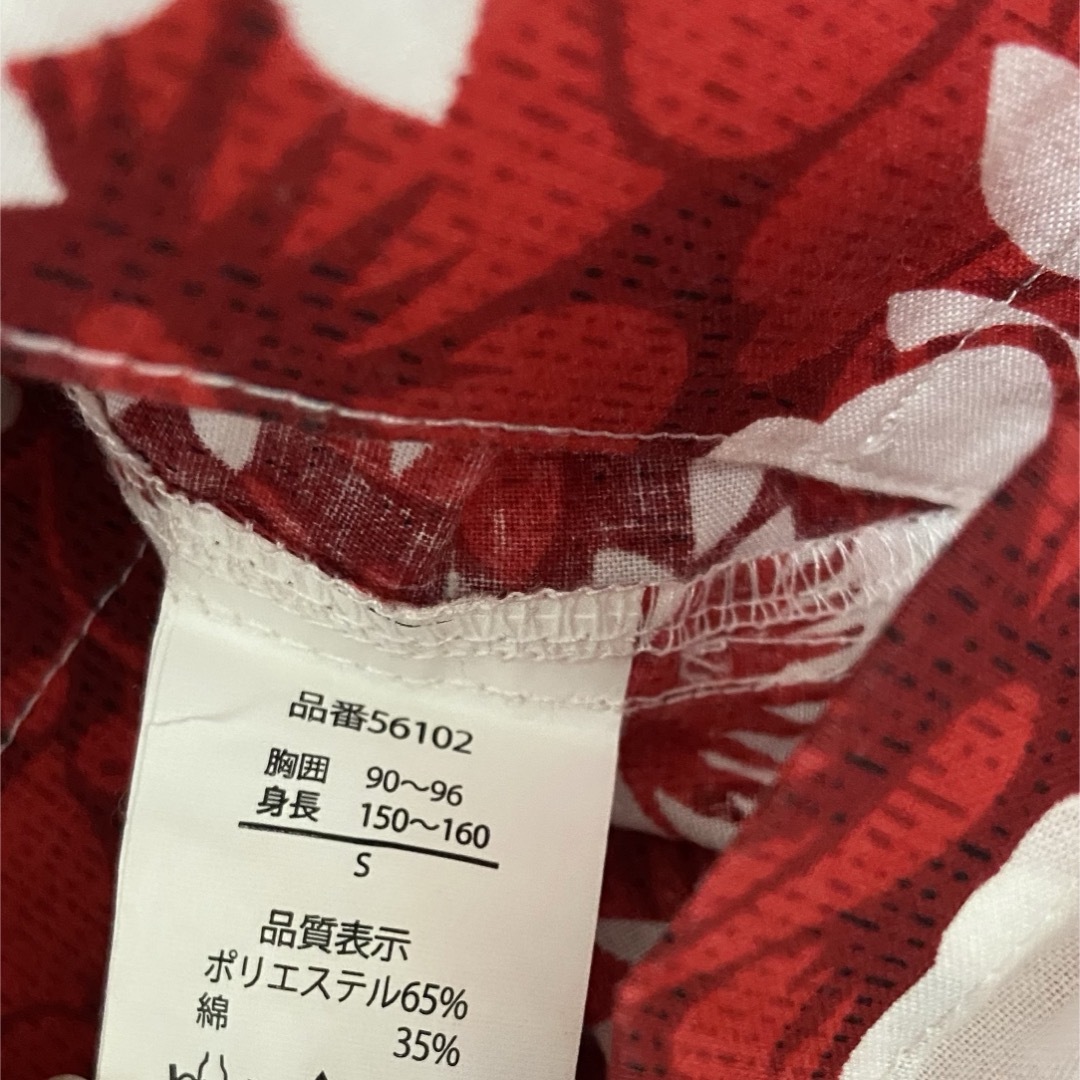 品番56102
胸囲 90〜96
身長 150〜160
S
品質表示
ポリエステル65%
綿 35%